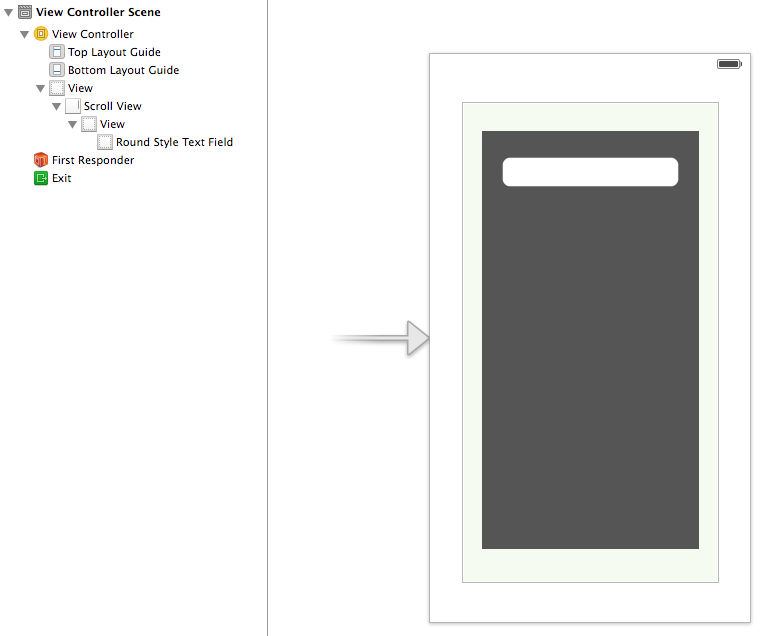 View Controller Scene
View Controller
Top Layout Guide
Bottom Layout Guide
View
Scroll View
View
Round Style Text Field
First Responder
Exit